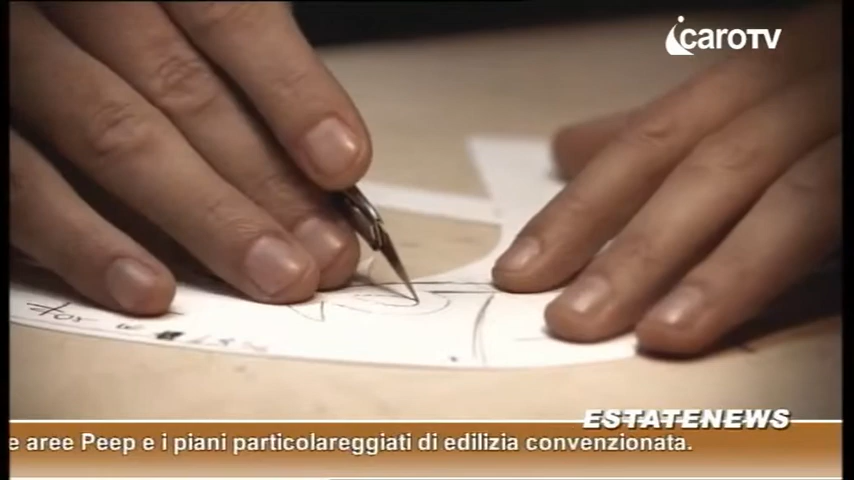 icaroTV
ESTATENEWS
e aree Peep e i piani particolareggiati di edilizia convenzionata.